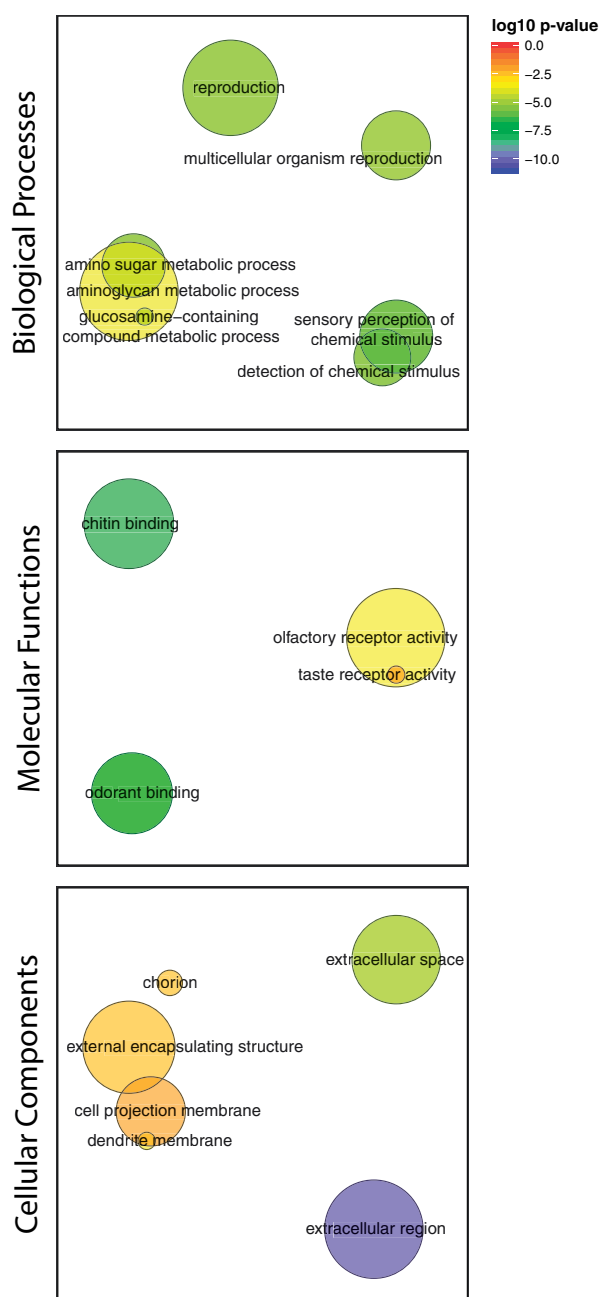 log10 p-value
0.0
−2.5
−5.0
−7.5
−10.0
Biological Processes
reproduction
multicellular organism reproduction
amino sugar metabolic process
aminoglycan metabolic process
glucosamine−containing
compound metabolic process
sensory perception of
chemical stimulus
detection of chemical stimulus
Molecular Functions
chitin binding
olfactory receptor activity
taste receptor activity
odorant binding
Cellular Components
extracellular space
chorion
external encapsulating structure
cell projection membrane
dendrite membrane
extracellular region